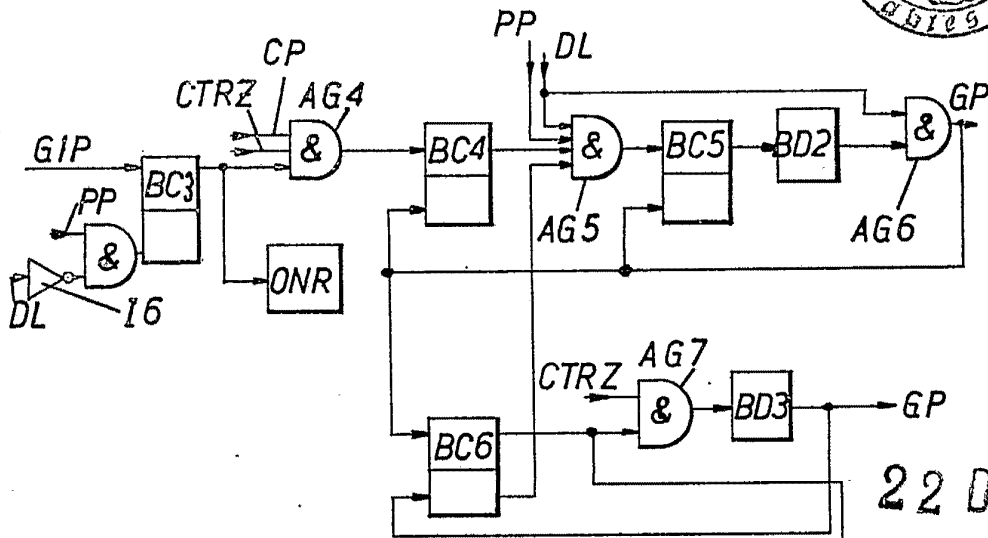 PP
DL
CP
CTRZ
AG4
GIP
BC3
&
BC4
&
BC5
BD2
&
GP
PP
&
AG5
AG6
ONR
DL
I6
CTRZ
AG7
&
BD3
GP
BC6
22 D